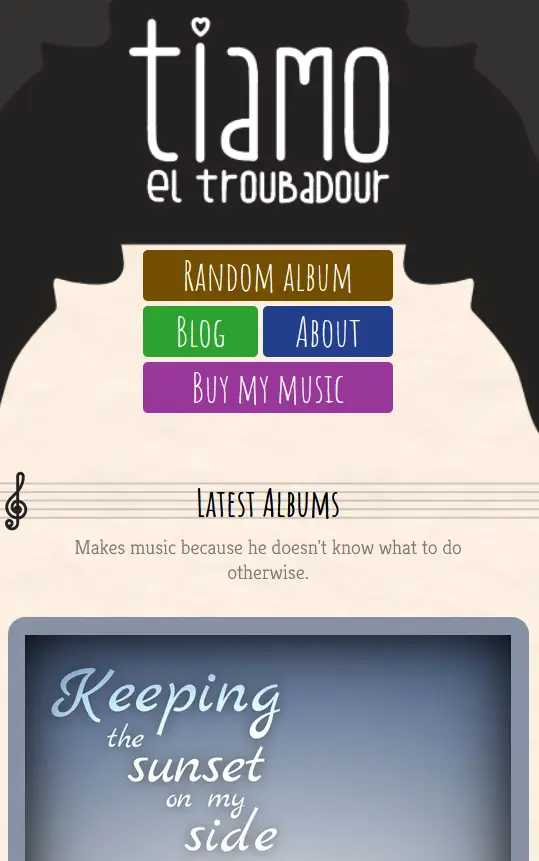 tiamo
el troubadour
Random album
Blog About
Buy my music
Latest Albums
Makes music because he doesn't know what to do
otherwise.
Keeping
the
sunset
on my
side